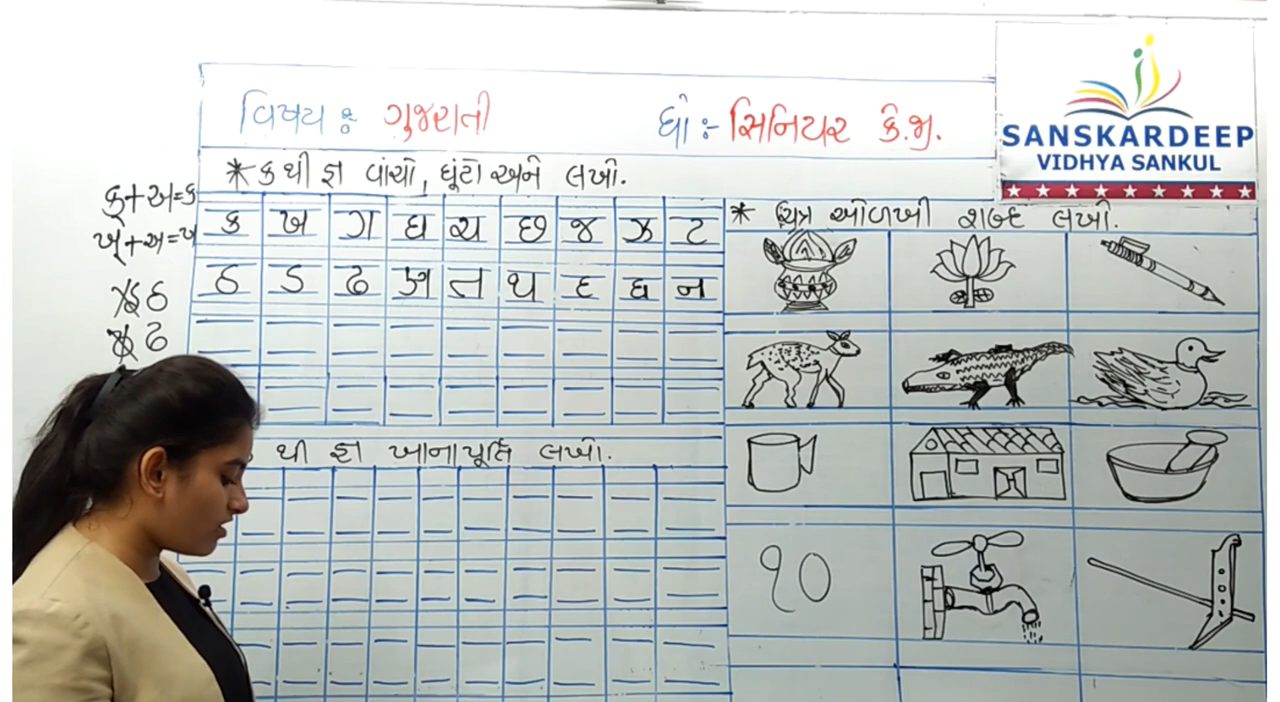 વિષય : ગુજરાતી
ધો :- સિનિયર કે.જી.
SANSKARDEEP
VIDHYA SANKUL
* ક થી જ્ઞ વાંચો, ઘૂંટો અને લખો.
ક્ + અ = ક
ખ્ + અ = ખ
ઠ
ઢ
ક ખ ગ ઘ ચ છ જ ઝ ટ
ઠ ડ ઢ ણ ત થ દ ધ ન
થી જ્ઞ ખાનાપૂર્તિ લખો.
* ચિત્ર ઓળખી શબ્દ લખો.
૧૦